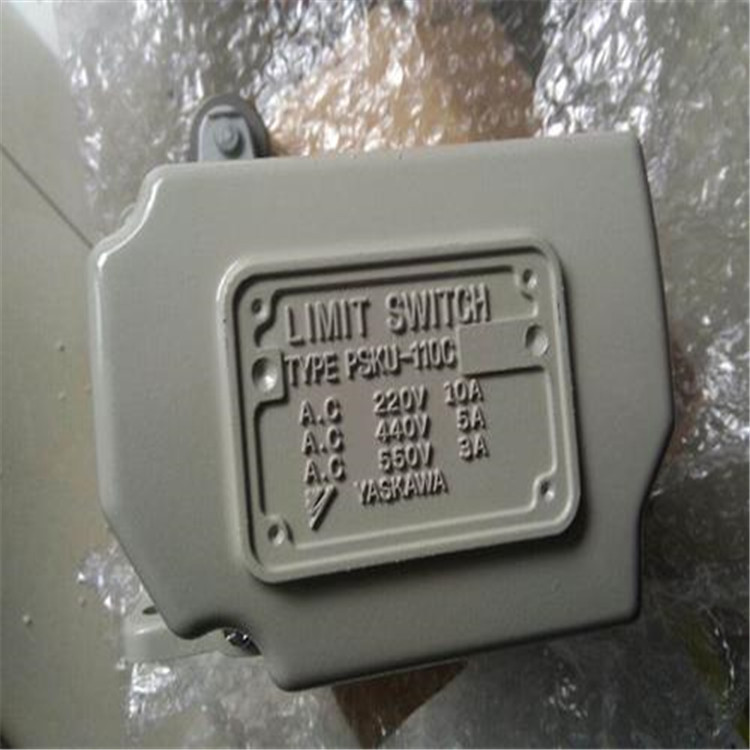 LIMIT SWITCH
TYPE PSKU-110C
A.C 220V 10A
A.C 440V 5A
A.C 550V 3A
YASKAWA